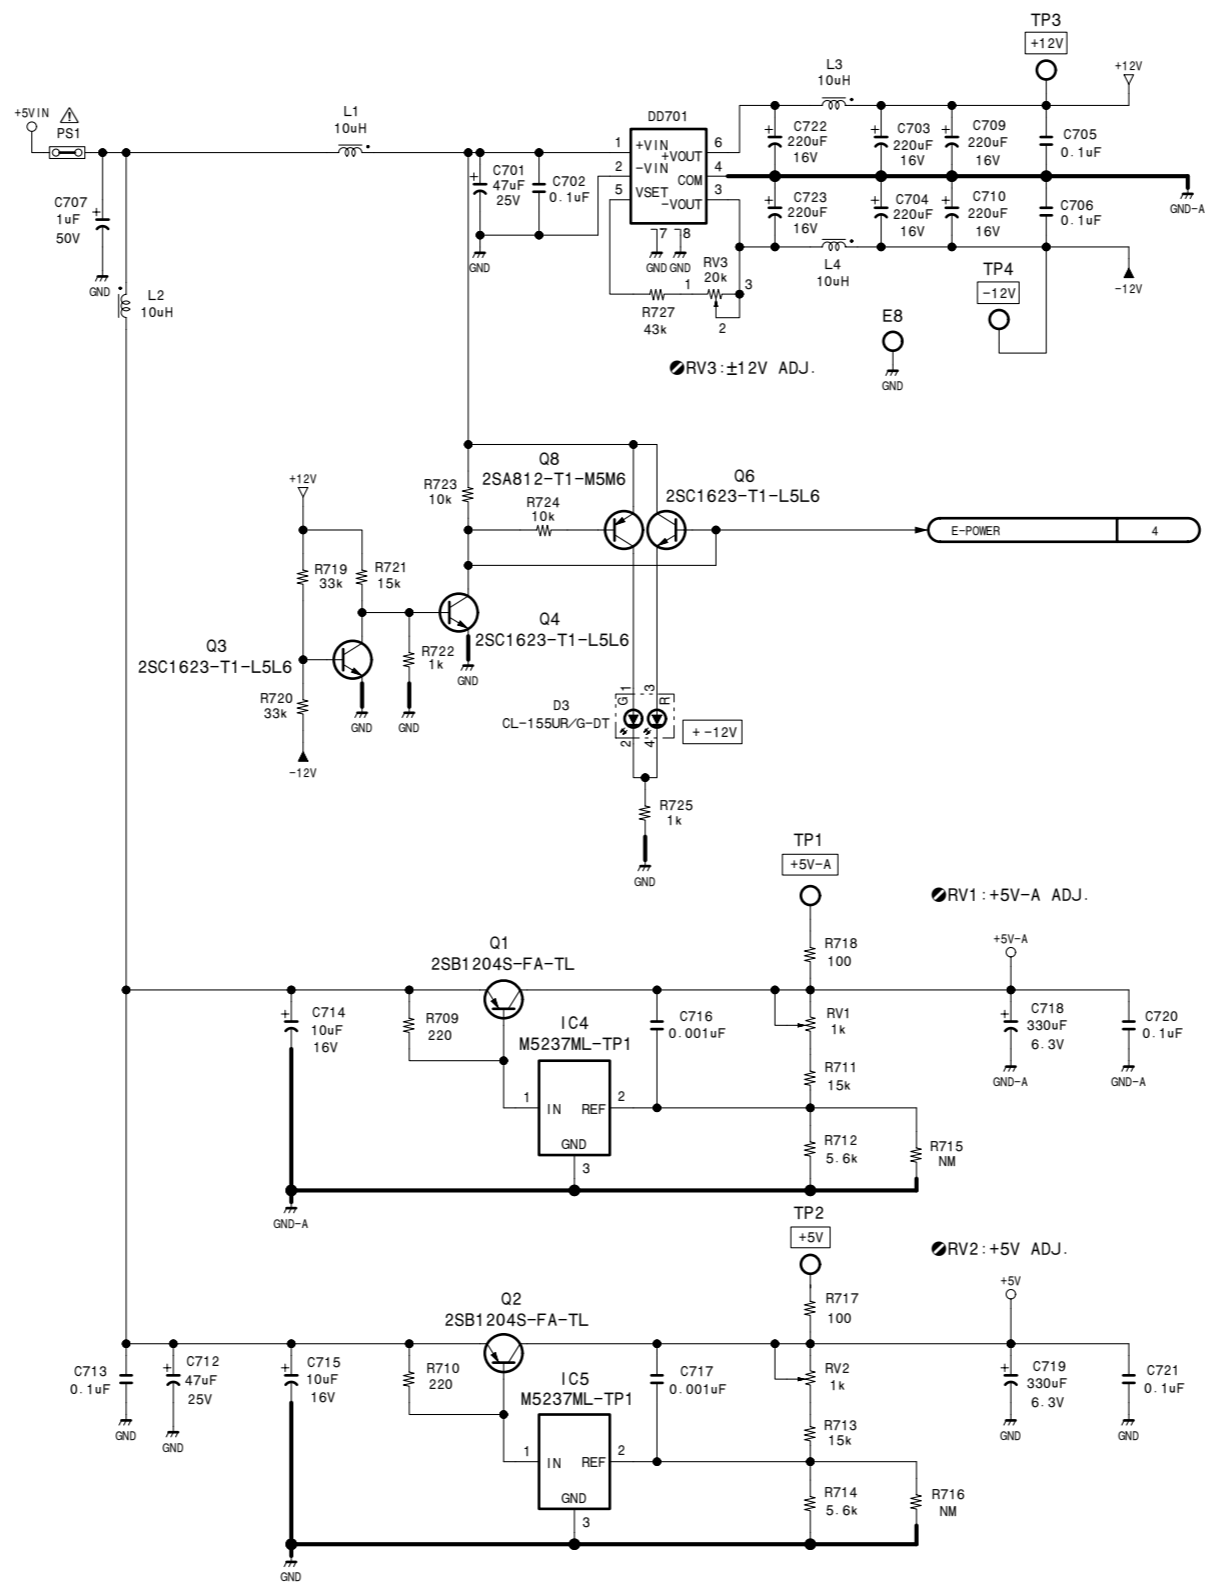 TP3
+12V
L3
10uH
+12V
+5VIN
PS1
L1
10uH
DD701
1
+VIN
+VOUT
6
2
-VIN
COM
4
5
VSET
-VOUT
3
7
8
GND
GND
C722
220uF
16V
C703
220uF
16V
C709
220uF
16V
C705
0.1uF
C701
47uF
25V
C702
0.1uF
GND
C707
1uF
50V
GND
GND-A
C723
220uF
16V
C704
220uF
16V
C710
220uF
16V
C706
0.1uF
L4
10uH
TP4
-12V
-12V
L2
10uH
RV3
20k
1
3
2
R727
43k
E8
GND
RV3:±12V ADJ.
Q8
2SA812-T1-M5M6
Q6
2SC1623-T1-L5L6
R723
10k
R724
10k
E-POWER
4
+12V
R719
33k
R721
15k
Q3
2SC1623-T1-L5L6
Q4
2SC1623-T1-L5L6
R722
1k
GND
R720
33k
GND
GND
-12V
D3
CL-155UR/G-DT
G
1
3
R
2
4
+-12V
R725
1k
GND
TP1
+5V-A
RV1:+5V-A ADJ.
R718
100
+5V-A
Q1
2SB1204S-FA-TL
C714
10uF
16V
R709
220
IC4
M5237ML-TP1
1
IN
REF
2
GND
3
C716
0.001uF
RV1
1k
R711
15k
R712
5.6k
R715
NM
C718
330uF
6.3V
GND-A
C720
0.1uF
GND-A
GND-A
TP2
+5V
RV2:+5V ADJ.
R717
100
+5V
Q2
2SB1204S-FA-TL
C713
0.1uF
GND
C712
47uF
25V
GND
C715
10uF
16V
R710
220
IC5
M5237ML-TP1
1
IN
REF
2
GND
3
C717
0.001uF
RV2
1k
R713
15k
R714
5.6k
R716
NM
C719
330uF
6.3V
GND
C721
0.1uF
GND
GND